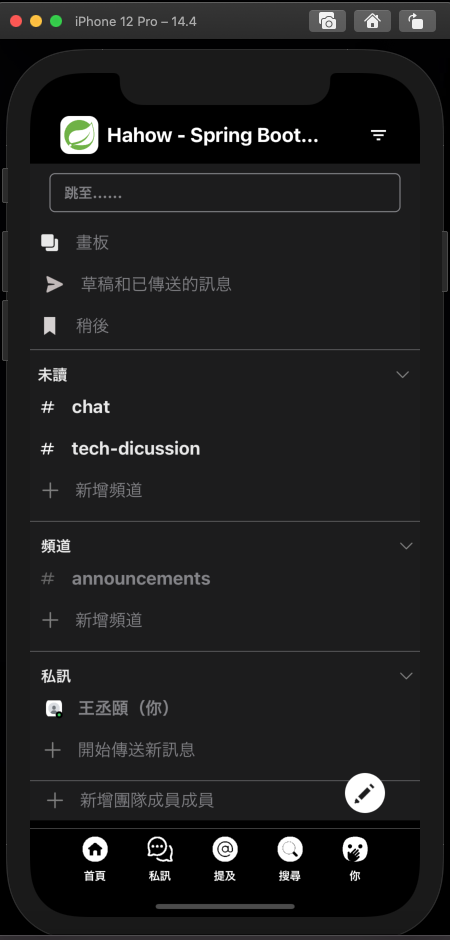 iPhone 12 Pro – 14.4
Hahow - Spring Boot...
跳至......
畫板
草稿和已傳送的訊息
稍後
未讀
# chat
# tech-dicussion
新增頻道
頻道
# announcements
新增頻道
私訊
王丞頤（你）
開始傳送新訊息
新增團隊成員成員
首頁 私訊 提及 搜尋 你